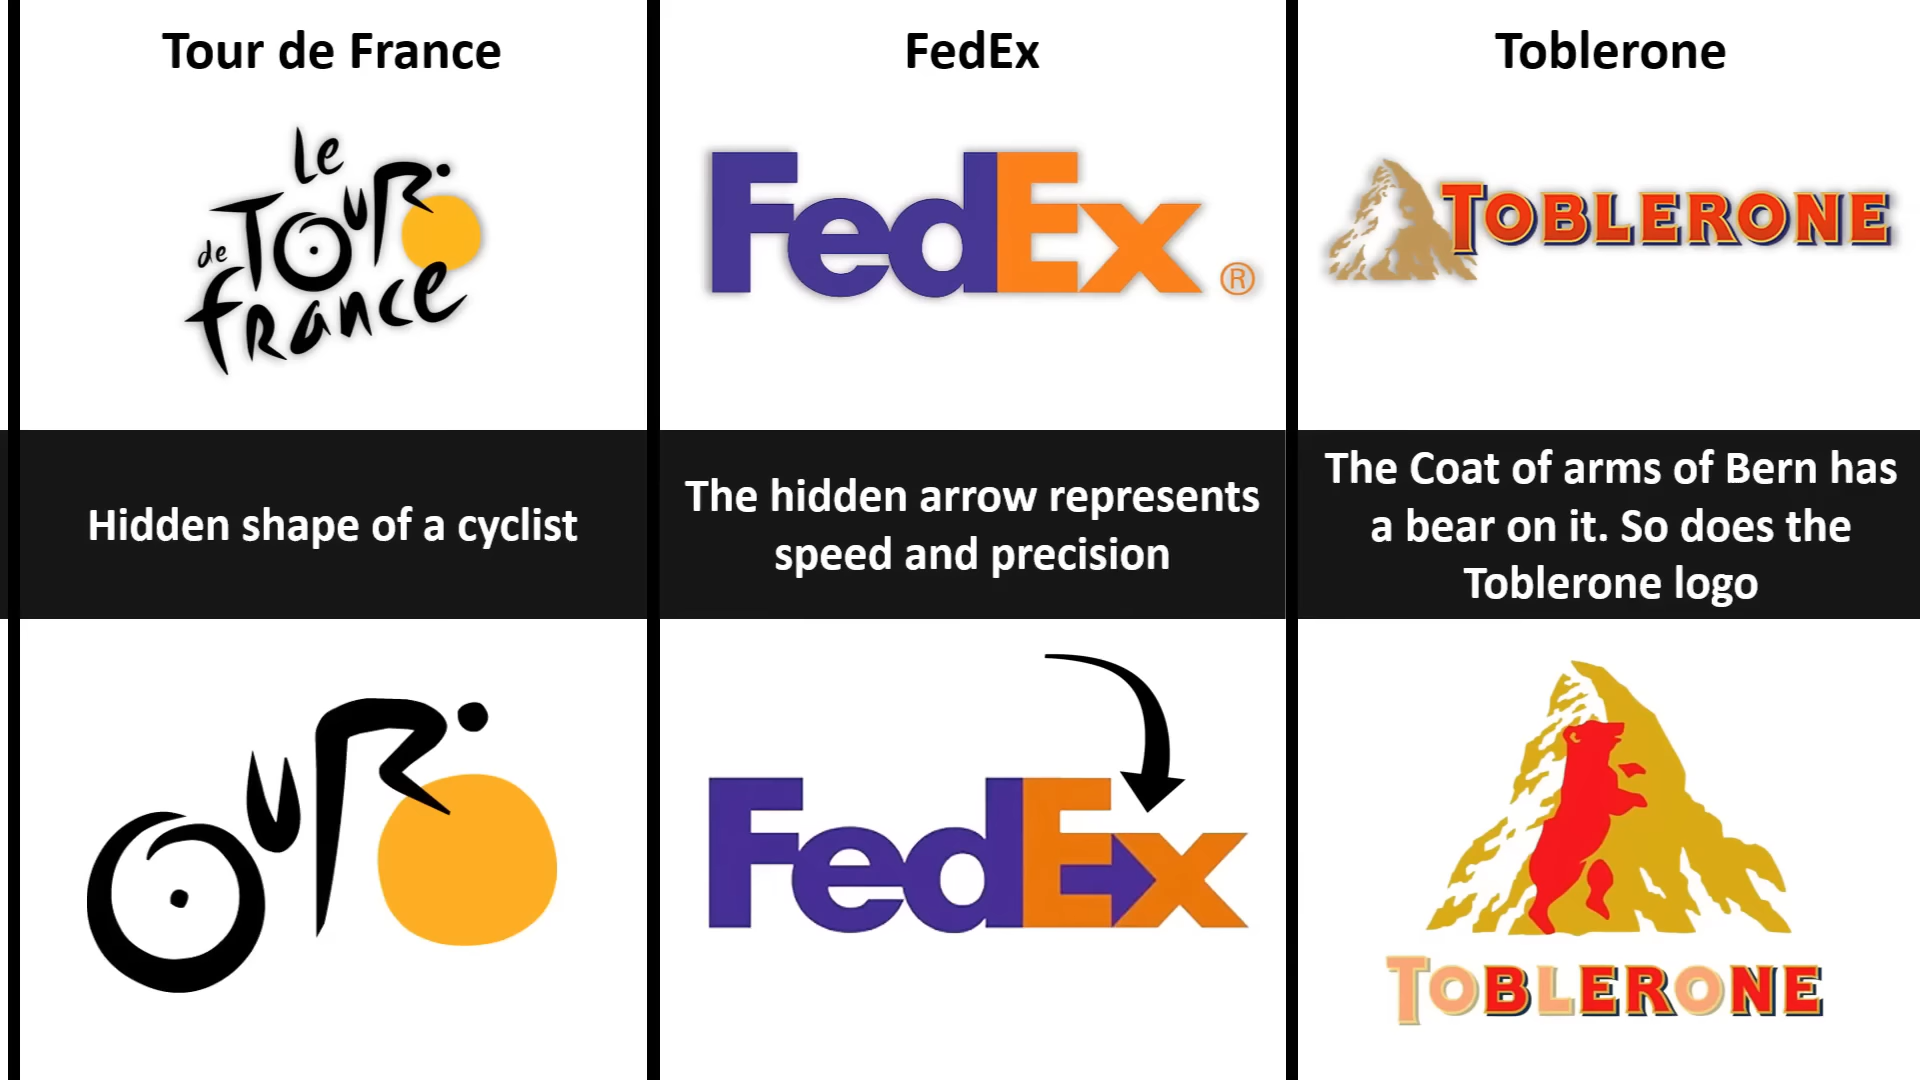 Tour de France
Le
Tour
de
france
Hidden shape of a cyclist
our
FedEx
FedEx ®
The hidden arrow represents
speed and precision
FedEx
Toblerone
TOBLERONE
The Coat of arms of Bern has
a bear on it. So does the
Toblerone logo
TOBLERONE